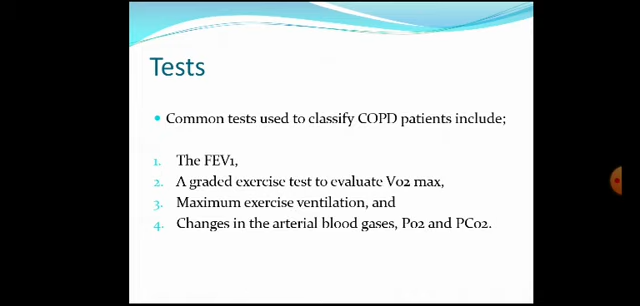 Tests
• Common tests used to classify COPD patients include;
1. The FEV1,
2. A graded exercise test to evaluate Vo2 max,
3. Maximum exercise ventilation, and
4. Changes in the arterial blood gases, Po2 and PCo2.